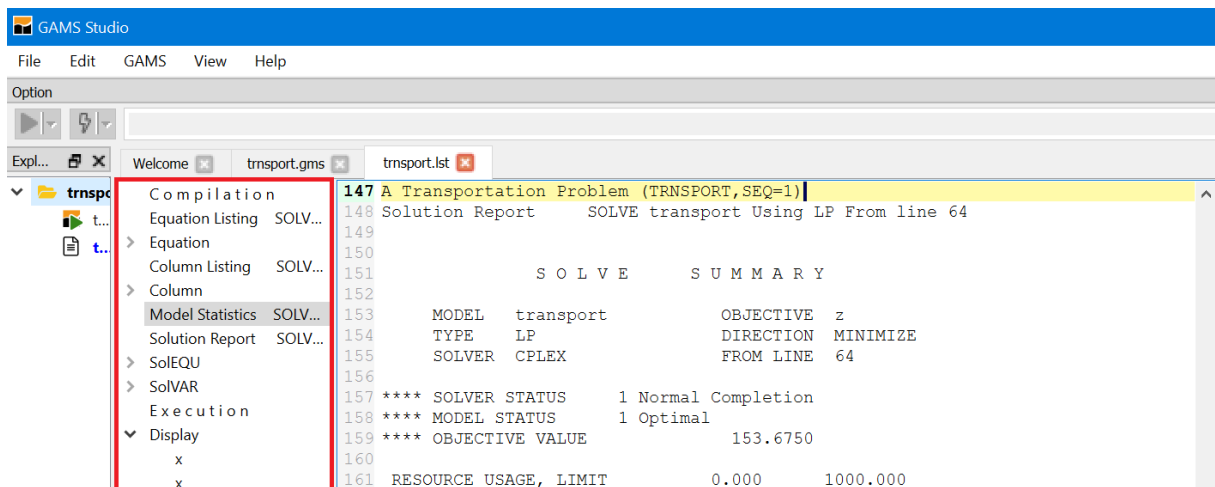 GAMS Studio
File Edit GAMS View Help
Option
Expl...
Welcome trnsport.gms trnsport.lst
trnspo
t...
t...
C o m p i l a t i o n
Equation Listing SOLV...
Equation
Column Listing SOLV...
Column
Model Statistics SOLV...
Solution Report SOLV...
SolEQU
SolVAR
E x e c u t i o n
Display
x
x
147 A Transportation Problem (TRNSPORT,SEQ=1)
148 Solution Report SOLVE transport Using LP From line 64
149
150
151 S O L V E S U M M A R Y
152
153 MODEL transport OBJECTIVE z
154 TYPE LP DIRECTION MINIMIZE
155 SOLVER CPLEX FROM LINE 64
156
157 **** SOLVER STATUS 1 Normal Completion
158 **** MODEL STATUS 1 Optimal
159 **** OBJECTIVE VALUE 153.6750
160
161 RESOURCE USAGE, LIMIT 0.000 1000.000